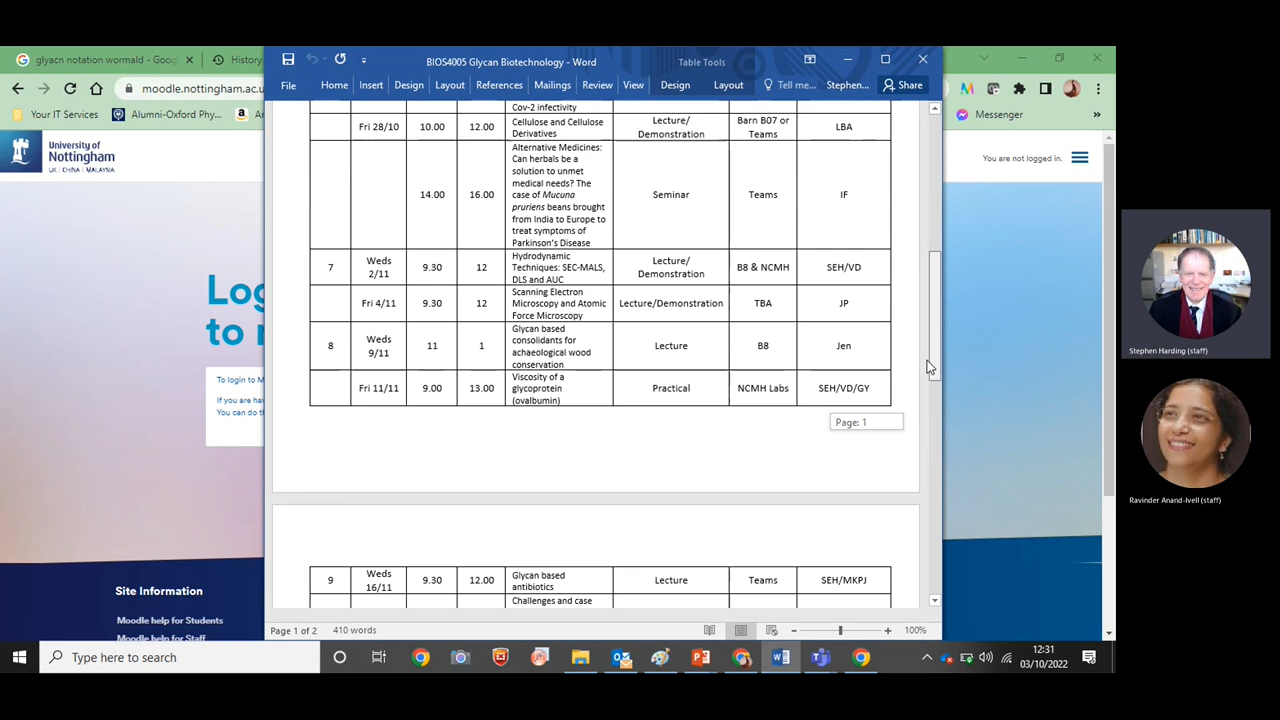 glyacn notation wormald - Goog
History
BIOS4005 Glycan Biotechnology - Word
Table Tools
File Home Insert Design Layout References Mailings Review View Design Layout Tell me... Stephen... Share
moodle.nottingham.ac.u
Your IT Services Alumni-Oxford Phy... Ar
Messenger
University of
Nottingham
UK | CHINA | MALAYSIA
You are not logged in.
Log
to
To login to M
If you are hav
You can do th
Cov-2 infectivity
Fri 28/10 10.00 12.00 Cellulose and Cellulose Derivatives Lecture/ Demonstration Barn B07 or Teams LBA
14.00 16.00 Alternative Medicines:
Can herbals be a
solution to unmet
medical needs? The
case of Mucuna
pruriens beans brought
from India to Europe to
treat symptoms of
Parkinson's Disease
Seminar Teams IF
7 Weds 2/11 9.30 12 Hydrodynamic Techniques: SEC-MALS, DLS and AUC Lecture/ Demonstration B8 & NCMH SEH/VD
Fri 4/11 9.30 12 Scanning Electron Microscopy and Atomic Force Microscopy Lecture/Demonstration TBA JP
8 Weds 9/11 11 1 Glycan based consolidants for achaeological wood conservation Lecture B8 Jen
Fri 11/11 9.00 13.00 Viscosity of a glycoprotein (ovalbumin) Practical NCMH Labs SEH/VD/GY
Page: 1
9 Weds 16/11 9.30 12.00 Glycan based antibiotics Lecture Teams SEH/MKPJ
Challenges and case
Page 1 of 2 410 words
100%
Site Information
Moodle help for Students
Moodle help for Staff
Type here to search
12:31
03/10/2022
Stephen Harding (staff)
Ravinder Anand-Ivell (staff)